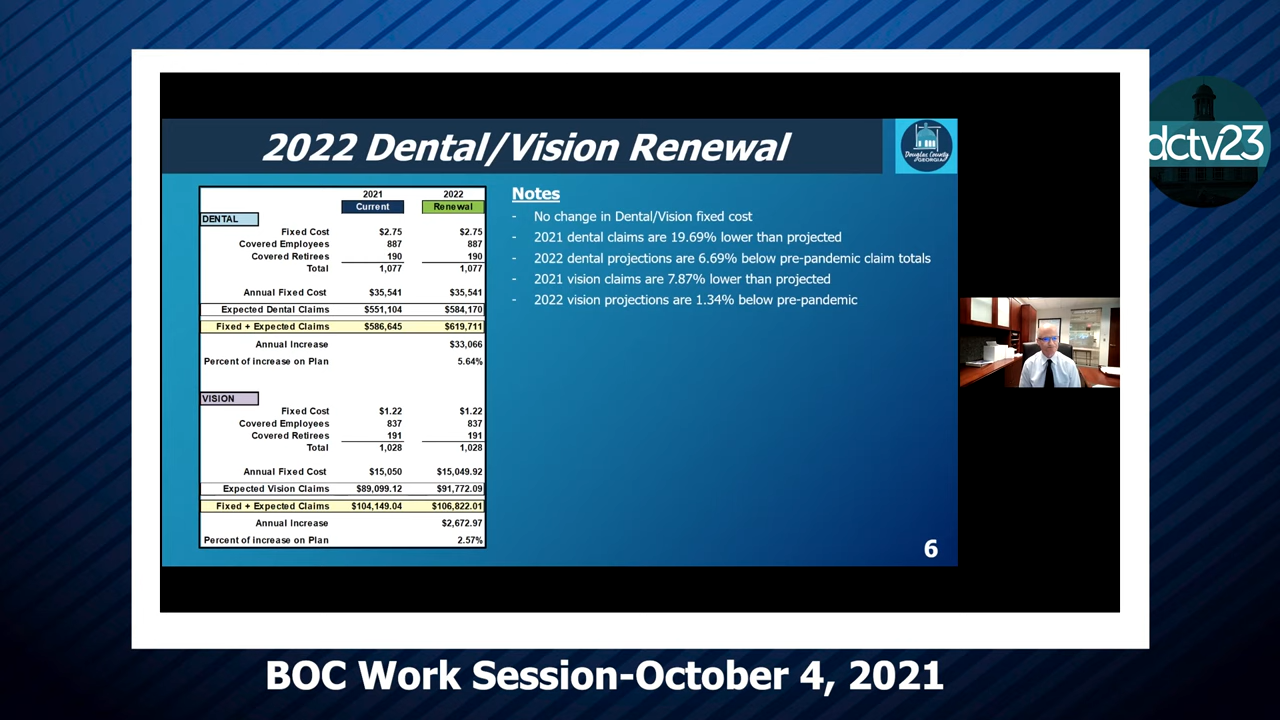 2022 Dental/Vision Renewal
Douglas County
GEORGIA
dctv23
2021 2022
Current Renewal
DENTAL
Fixed Cost $2.75 $2.75
Covered Employees 887 887
Covered Retirees 190 190
Total 1,077 1,077
Annual Fixed Cost $35,541 $35,541
Expected Dental Claims $551,104 $584,170
Fixed + Expected Claims $586,645 $619,711
Annual Increase $33,066
Percent of increase on Plan 5.64%
VISION
Fixed Cost $1.22 $1.22
Covered Employees 837 837
Covered Retirees 191 191
Total 1,028 1,028
Annual Fixed Cost $15,050 $15,049.92
Expected Vision Claims $89,099.12 $91,772.09
Fixed + Expected Claims $104,149.04 $106,822.01
Annual Increase $2,672.97
Percent of increase on Plan 2.57%
Notes
- No change in Dental/Vision fixed cost
- 2021 dental claims are 19.69% lower than projected
- 2022 dental projections are 6.69% below pre-pandemic claim totals
- 2021 vision claims are 7.87% lower than projected
- 2022 vision projections are 1.34% below pre-pandemic
6
BOC Work Session-October 4, 2021